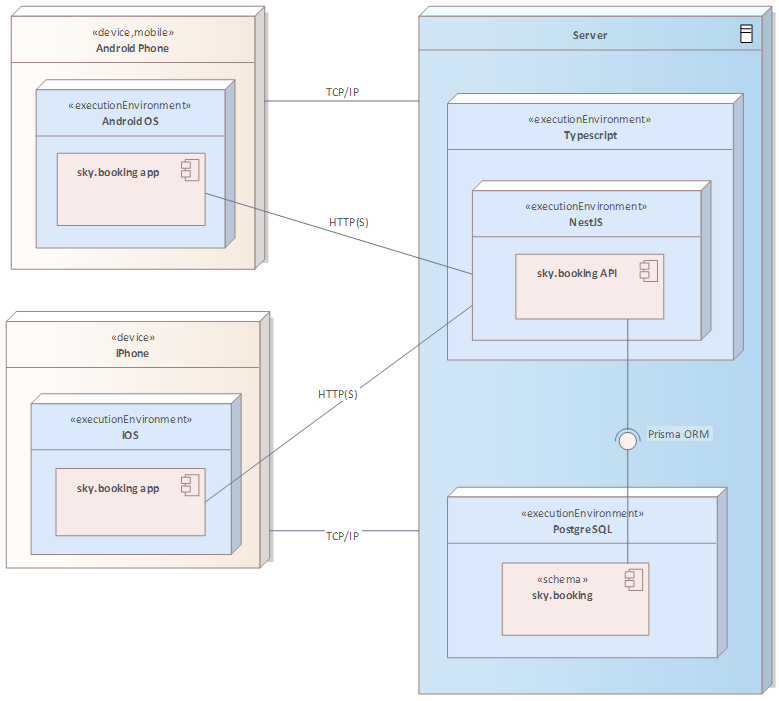 «device,mobile»
Android Phone
«executionEnvironment»
Android OS
sky.booking app
TCP/IP
HTTP(S)
Server
«executionEnvironment»
Typescript
«executionEnvironment»
NestJS
sky.booking API
«device»
iPhone
«executionEnvironment»
iOS
sky.booking app
HTTP(S)
TCP/IP
Prisma ORM
«executionEnvironment»
PostgreSQL
«schema»
sky.booking